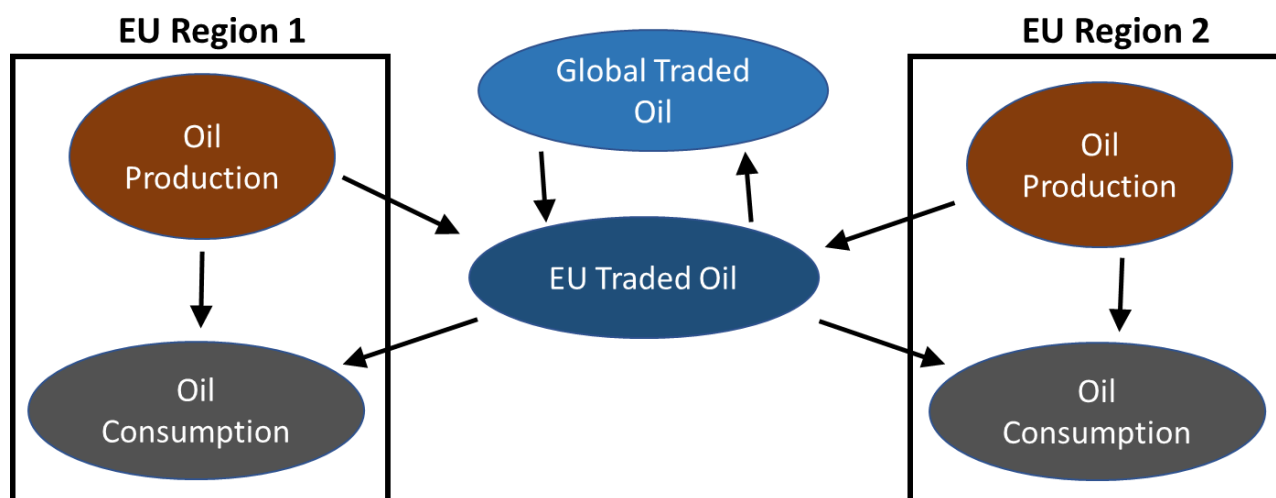 EU Region 1
Oil
Production
Oil
Consumption
Global Traded
Oil
EU Traded Oil
EU Region 2
Oil
Production
Oil
Consumption